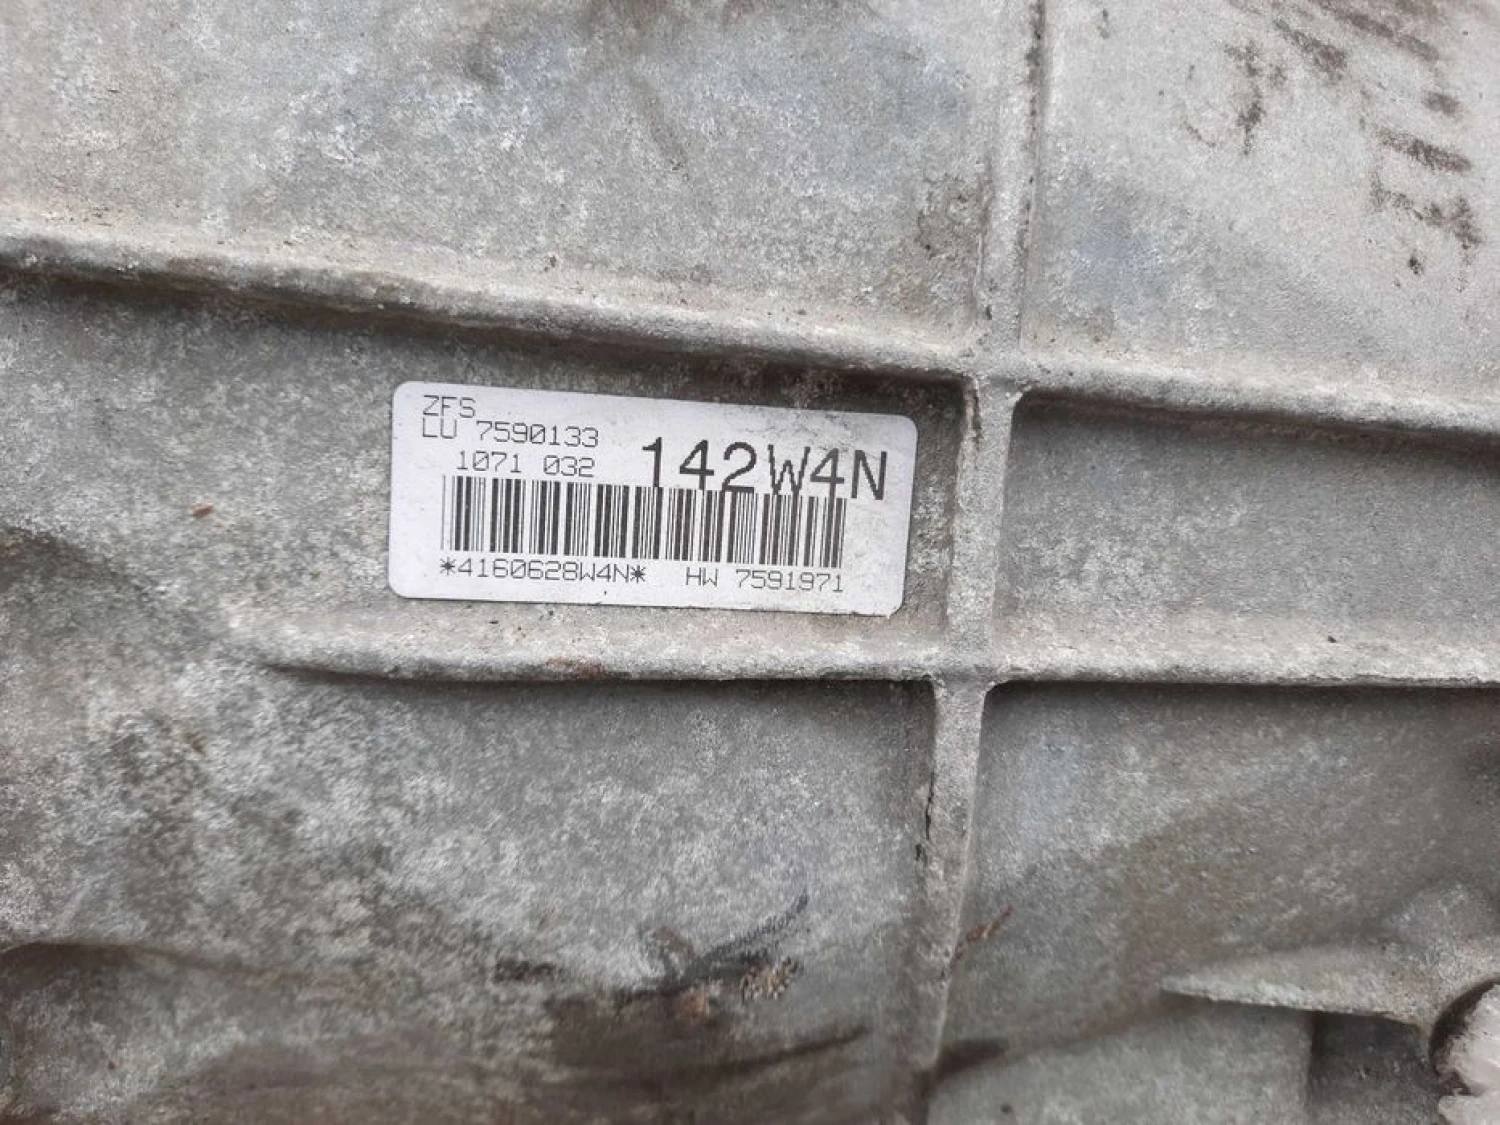 ZFS
LU 7590133
1071 032 142W4N
*4160628W4N* HW 7591971